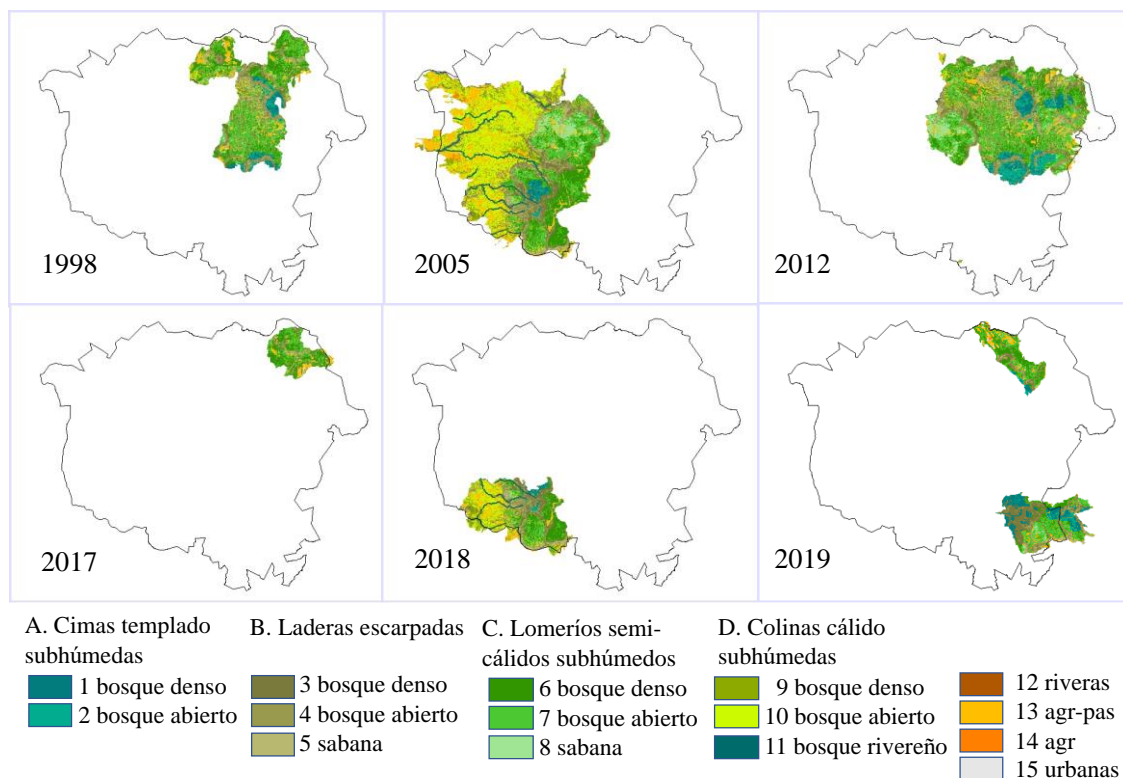 1998
2005
2012
2017
2018
2019
A. Cimas templado
subhúmedas
1 bosque denso
2 bosque abierto
B. Laderas escarpadas
3 bosque denso
4 bosque abierto
5 sabana
C. Lomeríos semi-
cálidos subhúmedos
6 bosque denso
7 bosque abierto
8 sabana
D. Colinas cálido
subhúmedas
9 bosque denso
10 bosque abierto
11 bosque rivereño
12 riveras
13 agr-pas
14 agr
15 urbanas